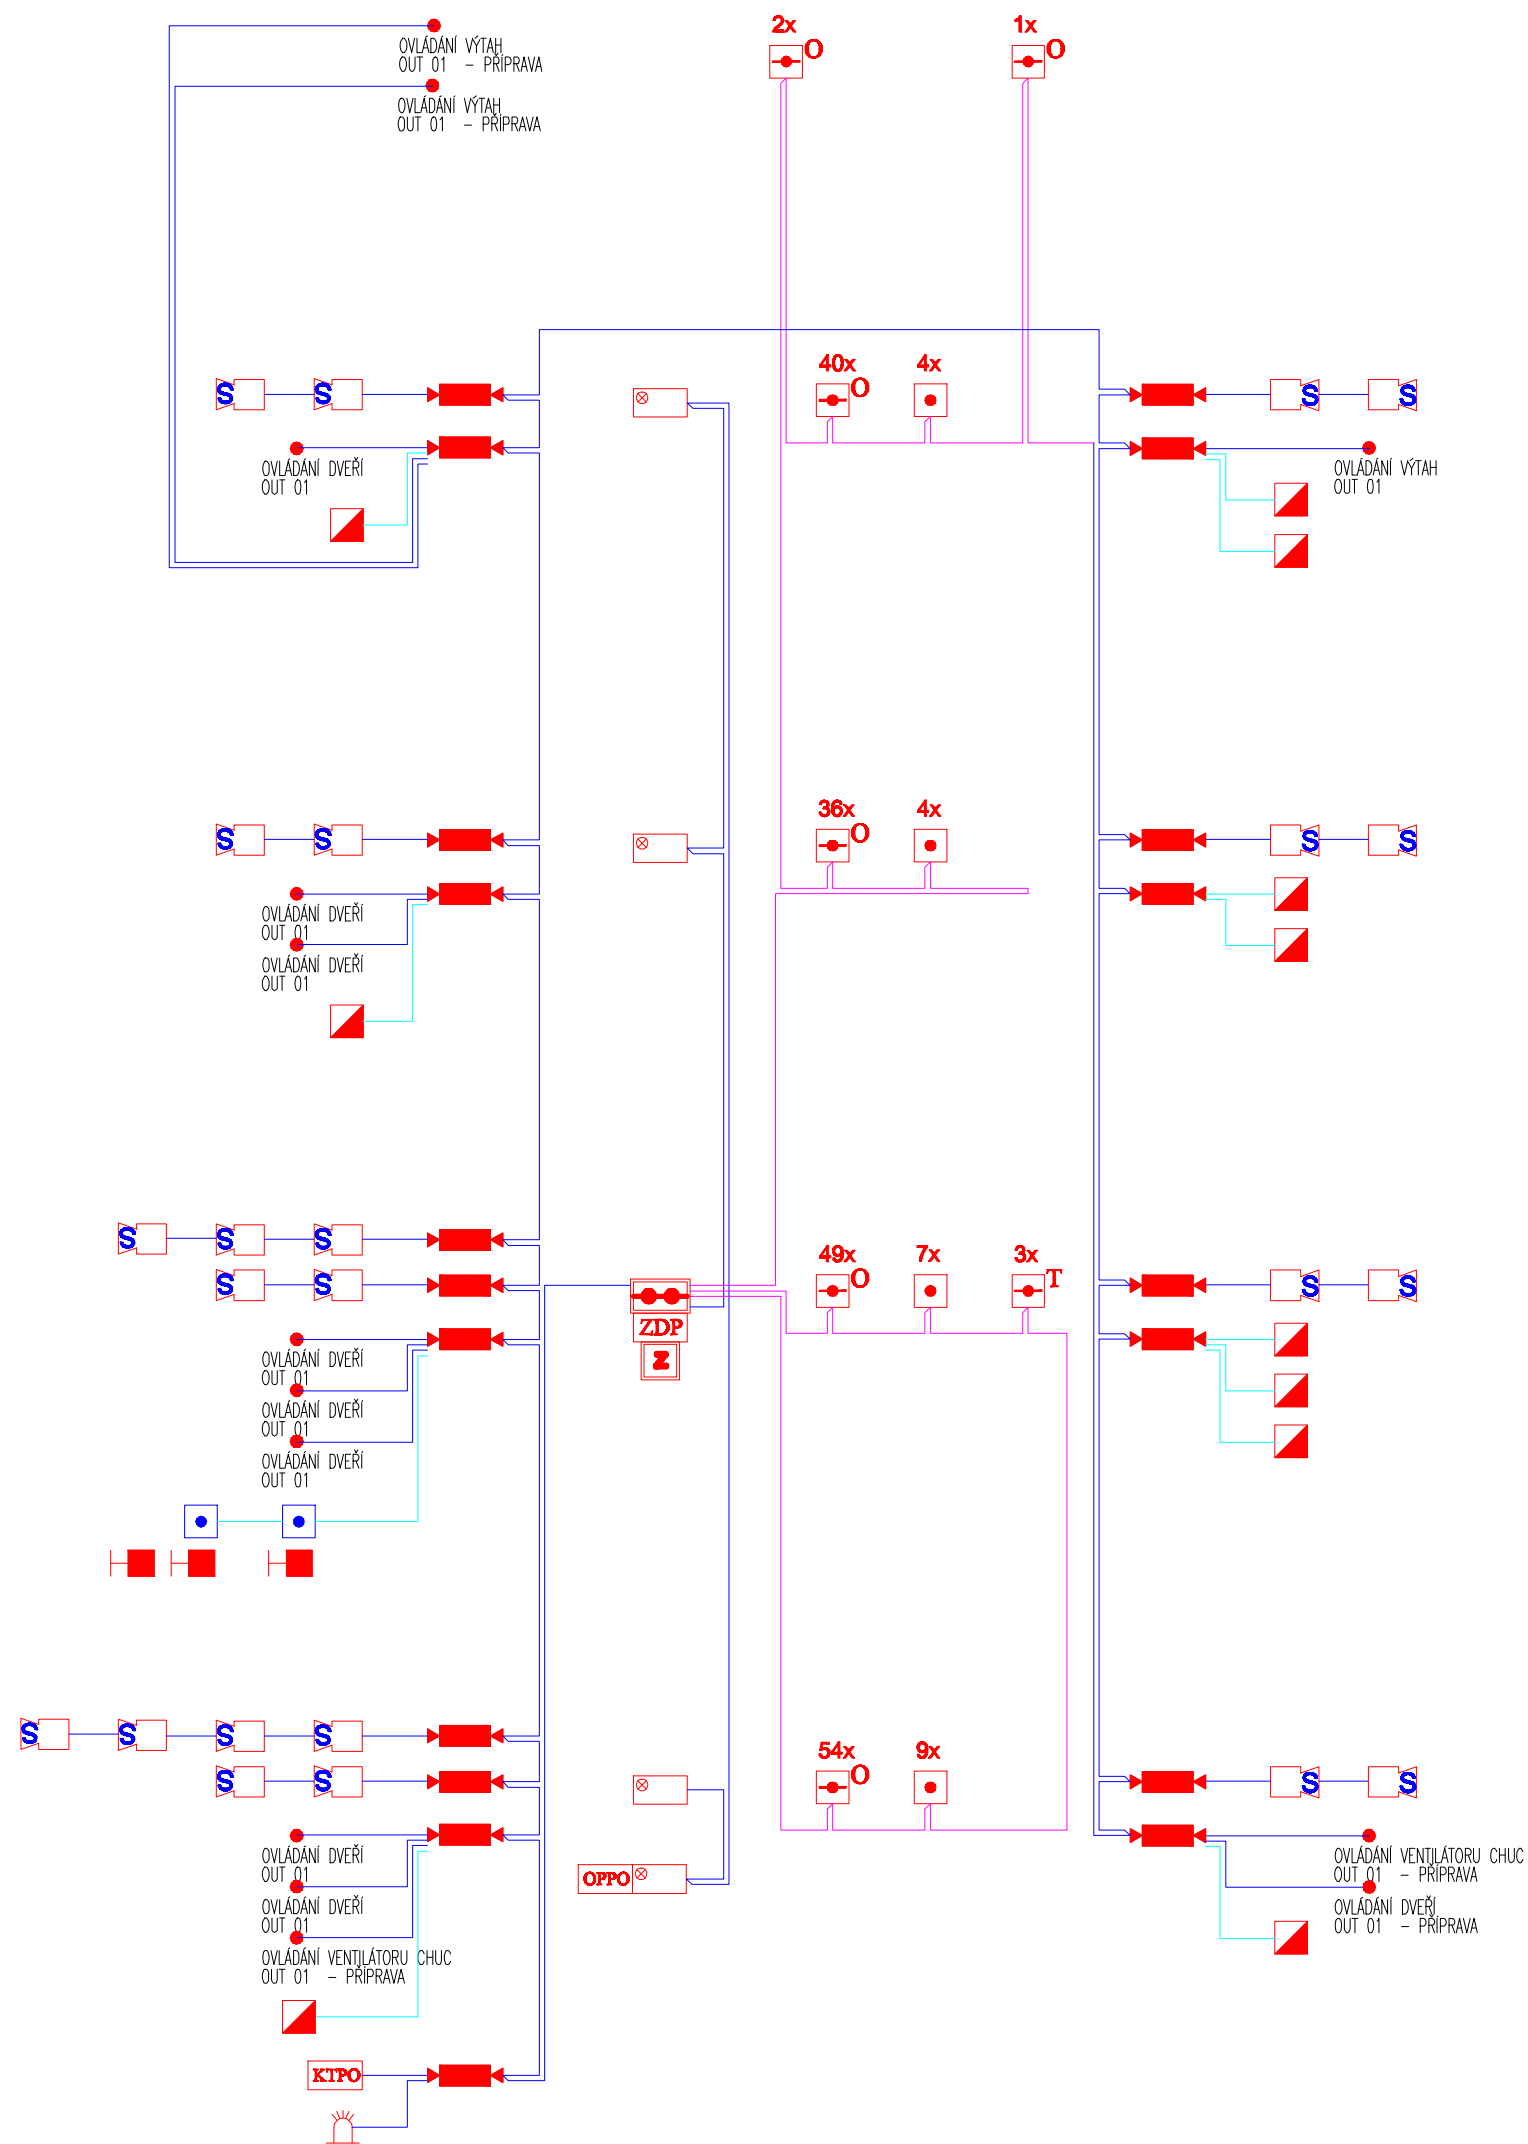 2x
1x
O
O
OVLÁDÁNÍ VÝTAH
OUT 01 - PŘÍPRAVA
OVLÁDÁNÍ VÝTAH
OUT 01 - PŘÍPRAVA
40x
4x
O
S
S
S
S
OVLÁDÁNÍ DVEŘÍ
OUT 01
OVLÁDÁNÍ VÝTAH
OUT 01
36x
4x
O
S
S
S
S
OVLÁDÁNÍ DVEŘÍ
OUT 01
OVLÁDÁNÍ DVEŘÍ
OUT 01
S
S
S
49x
7x
3x
O
T
S
S
S
S
ZDP
Z
OVLÁDÁNÍ DVEŘÍ
OUT 01
OVLÁDÁNÍ DVEŘÍ
OUT 01
OVLÁDÁNÍ DVEŘÍ
OUT 01
S
S
S
S
54x
9x
O
S
S
S
S
OVLÁDÁNÍ DVEŘÍ
OUT 01
OPPO
OVLÁDÁNÍ VENTILÁTORU CHUC
OUT 01 - PŘÍPRAVA
OVLÁDÁNÍ DVEŘÍ
OUT 01
OVLÁDÁNÍ DVEŘÍ
OUT 01 - PŘÍPRAVA
OVLÁDÁNÍ VENTILÁTORU CHUC
OUT 01 - PŘÍPRAVA
KTPO